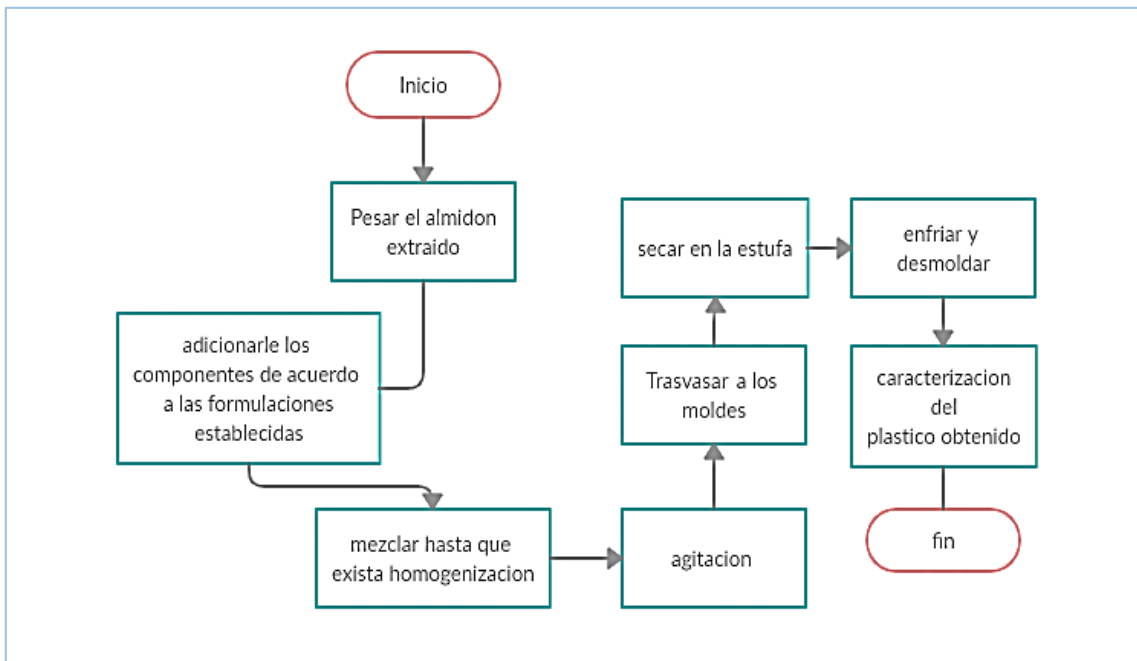 Inicio
Pesar el almidon
extraido
adicionarle los
componentes de acuerdo
a las formulaciones
establecidas
mezclar hasta que
exista homogenizacion
agitacion
Trasvasar a los
moldes
secar en la estufa
enfriar y
desmoldar
caracterizacion
del
plastico obtenido
fin